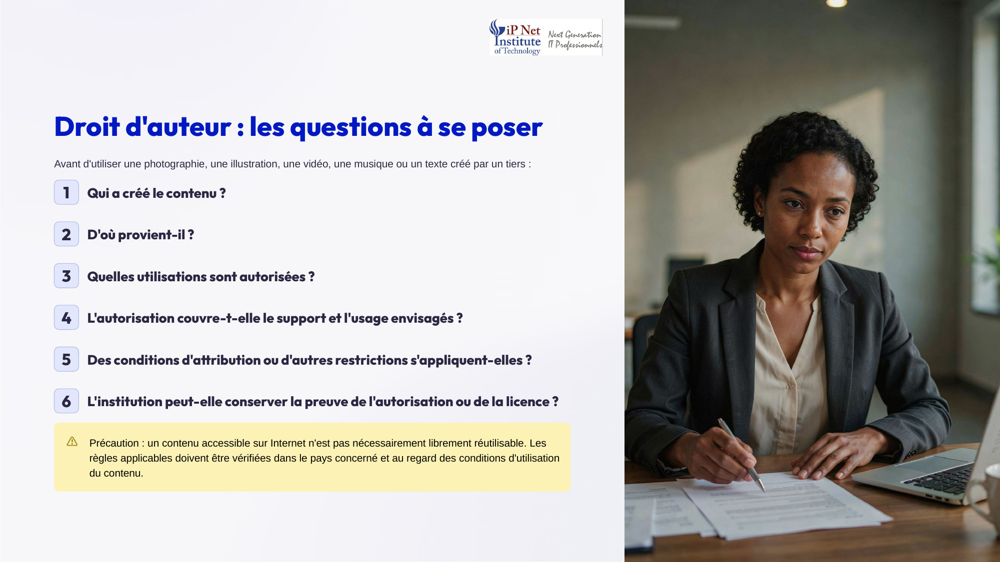 iP Net
Institute
of Technology
Next Generation
IT Professionnels
Droit d'auteur : les questions à se poser
Avant d'utiliser une photographie, une illustration, une vidéo, une musique ou un texte créé par un tiers :
1 Qui a créé le contenu ?
2 D'où provient-il ?
3 Quelles utilisations sont autorisées ?
4 L'autorisation couvre-t-elle le support et l'usage envisagés ?
5 Des conditions d'attribution ou d'autres restrictions s'appliquent-elles ?
6 L'institution peut-elle conserver la preuve de l'autorisation ou de la licence ?
Précaution : un contenu accessible sur Internet n'est pas nécessairement librement réutilisable. Les
règles applicables doivent être vérifiées dans le pays concerné et au regard des conditions d'utilisation
du contenu.